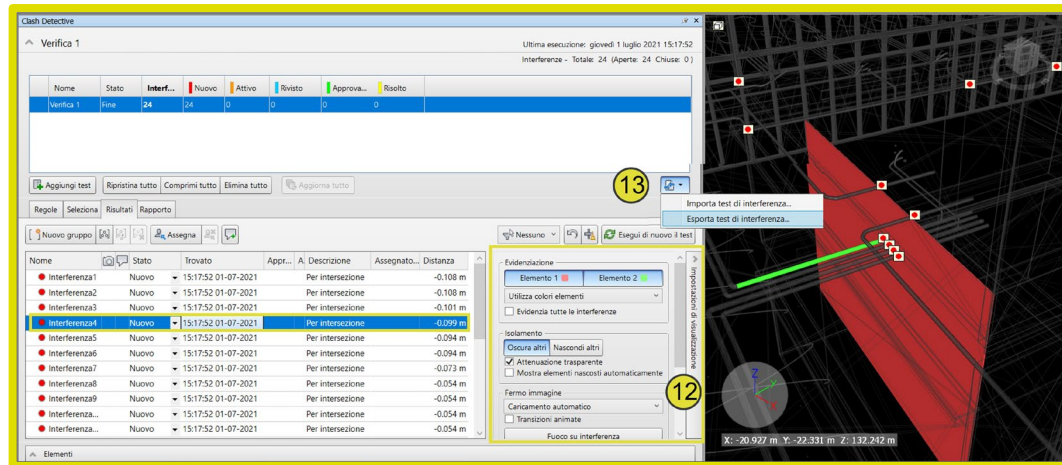 Clash Detective
Verifica 1
Ultima esecuzione: giovedì 1 luglio 2021 15:17:52
Interferenze - Totale: 24 (Aperte: 24 Chiuse: 0)
Nome Stato Interf... Nuovo Attivo Rivisto Approva... Risolto
Verifica 1 Fine 24 24 0 0 0 0
Aggiungi test Ripristina tutto Comprimi tutto Elimina tutto Aggiorna tutto
13
Importa test di interferenza...
Esporta test di interferenza...
Regole Seleziona Risultati Rapporto
Nuovo gruppo Assegna Nessuno Esegui di nuovo il test
Nome Stato Trovato Appr... A. Descrizione Assegnato... Distanza
Interferenza1 Nuovo 15:17:52 01-07-2021 Per intersezione -0.108 m
Interferenza2 Nuovo 15:17:52 01-07-2021 Per intersezione -0.108 m
Interferenza3 Nuovo 15:17:52 01-07-2021 Per intersezione -0.101 m
Interferenza4 Nuovo 15:17:52 01-07-2021 Per intersezione -0.099 m
Interferenza5 Nuovo 15:17:52 01-07-2021 Per intersezione -0.094 m
Interferenza6 Nuovo 15:17:52 01-07-2021 Per intersezione -0.094 m
Interferenza7 Nuovo 15:17:52 01-07-2021 Per intersezione -0.073 m
Interferenza8 Nuovo 15:17:52 01-07-2021 Per intersezione -0.054 m
Interferenza9 Nuovo 15:17:52 01-07-2021 Per intersezione -0.054 m
Interferenza... Nuovo 15:17:52 01-07-2021 Per intersezione -0.054 m
Interferenza... Nuovo 15:17:52 01-07-2021 Per intersezione -0.054 m
Evidenziazione
Elemento 1 Elemento 2
Utilizza colori elementi
Evidenzia tutte le interferenze
Isolamento
Oscura altri Nascondi altri
Attenuazione trasparente
Mostra elementi nascosti automaticamente
Fermo immagine
Caricamento automatico
Transizioni animate
Fuoco su interferenza
Impostazioni di visualizzazione
12
Elementi
Z
Y
X
X: -20.927 m Y: -22.331 m Z: 132.242 m